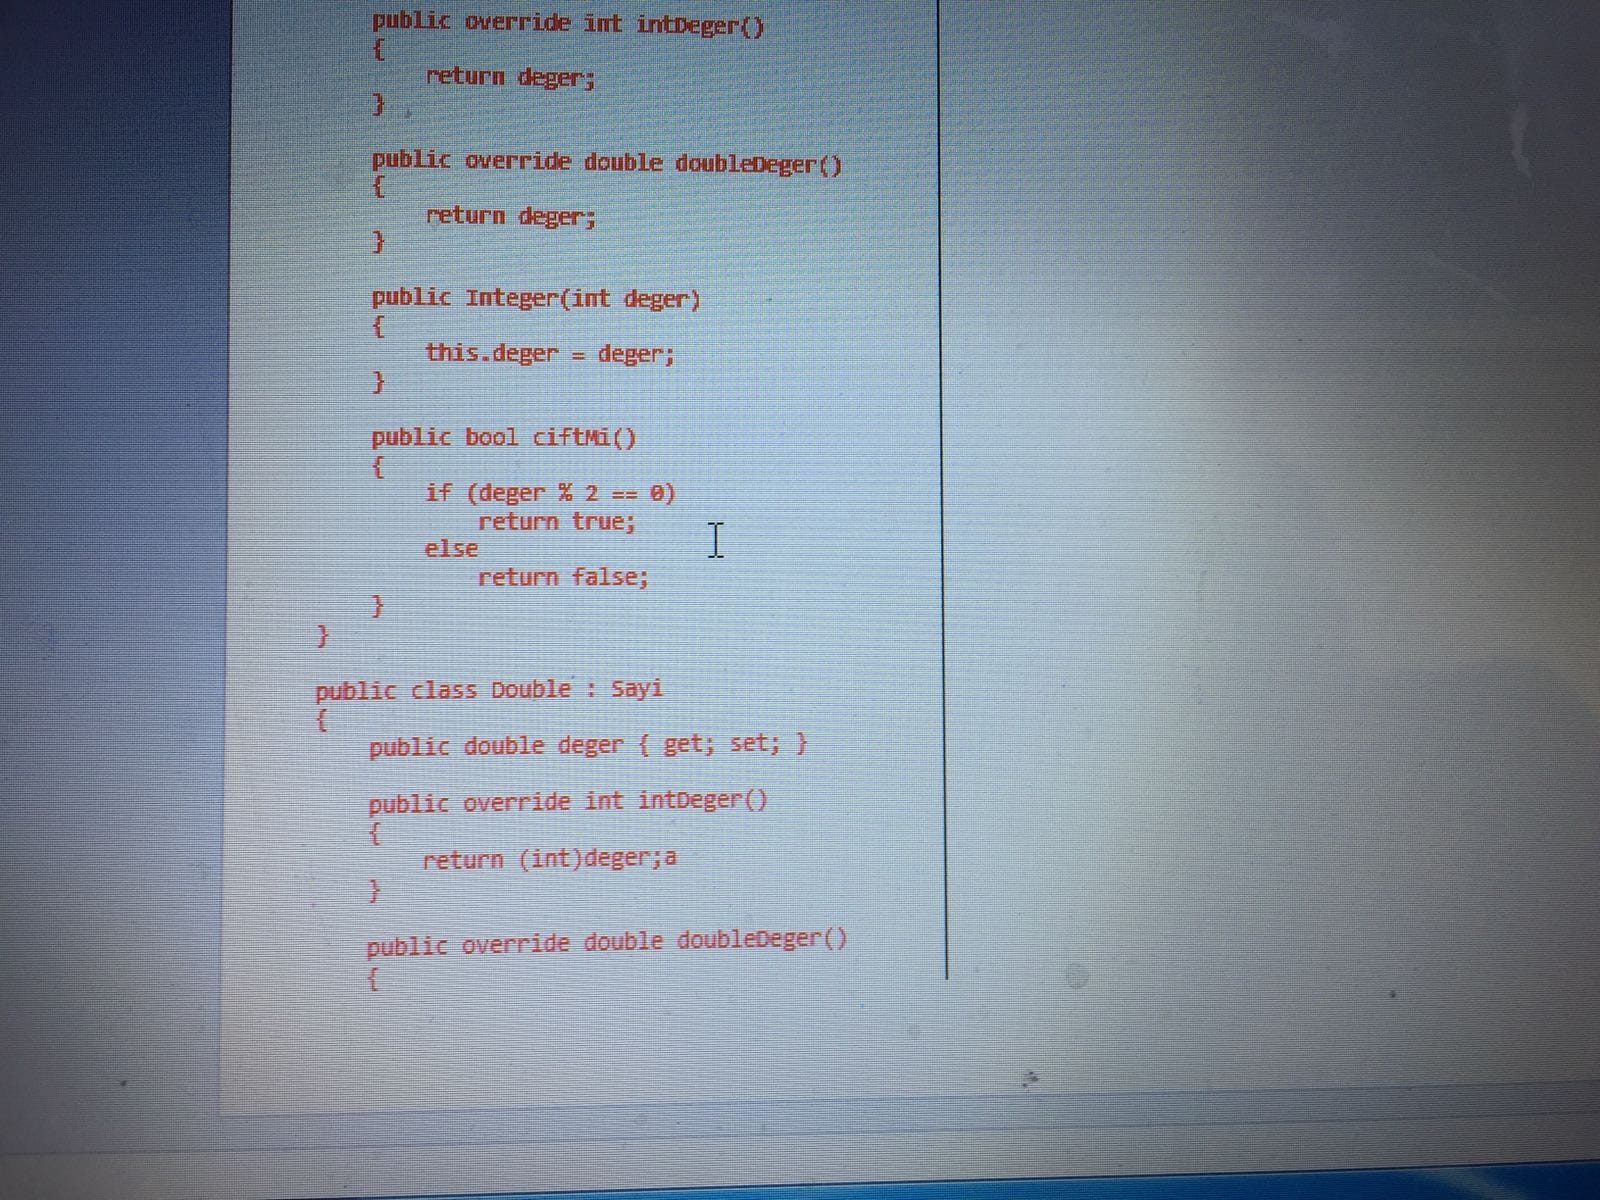 public override int intDeger()
{
return deger;
}
public override double doubleDeger()
{
return deger;
}
public Integer(int deger)
{
this.deger = deger;
}
public bool ciftMi()
{
if (deger % 2 == 0)
return true;
else
return false;
}
}
public class Double : Sayi
{
public double deger { get; set; }
public override int intDeger()
{
return (int)deger;a
}
public override double doubleDeger()
{